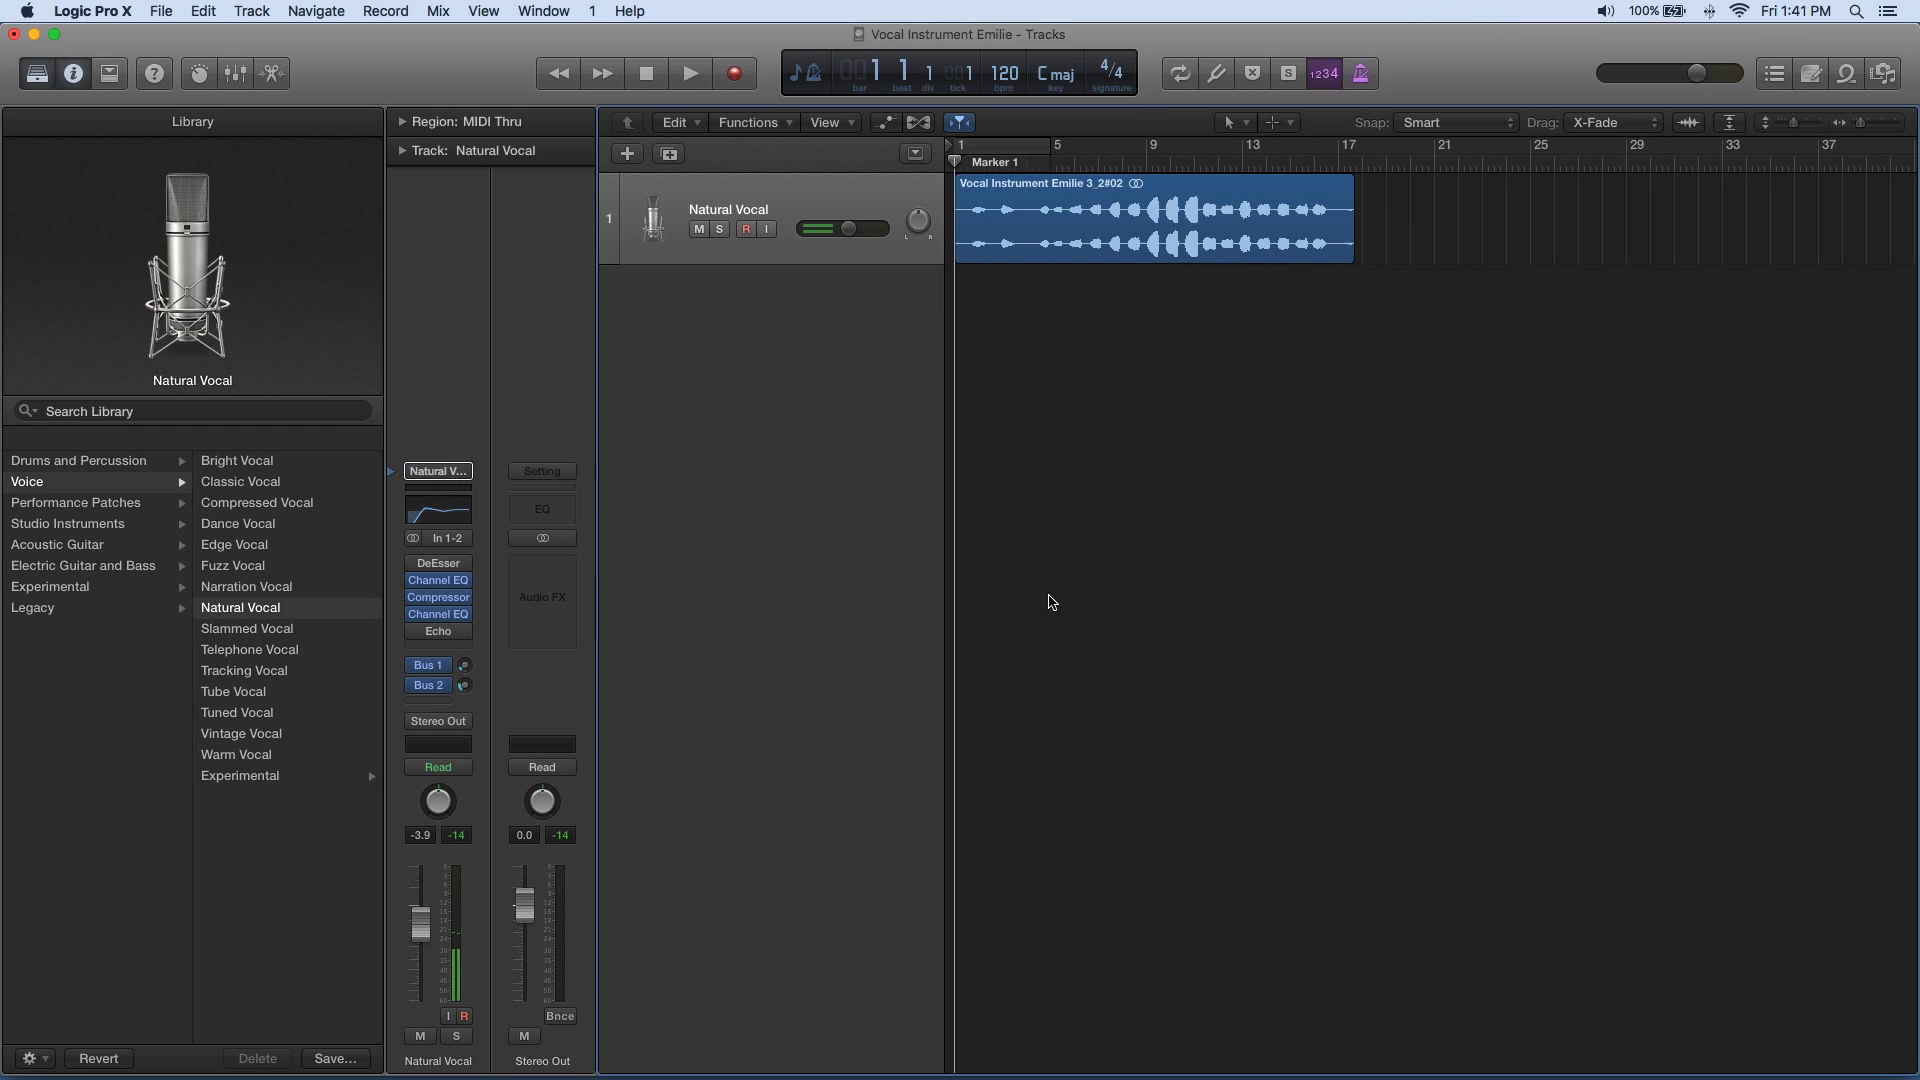 Logic Pro X File Edit Track Navigate Record Mix View Window 1 Help
100% Fri 1:41 PM
Vocal Instrument Emilie - Tracks
1 1 1 1 120 C maj 4/4
bar beat div tick bpm key signature
S 1234
Library
Region: MIDI Thru
Track: Natural Vocal
Edit Functions View
Snap: Smart Drag: X-Fade
1 5 9 13 17 21 25 29 33 37
Marker 1
1
Natural Vocal
M S R I
L R
Vocal Instrument Emilie 3_2#02
Natural Vocal
Search Library
Drums and Percussion
Voice
Performance Patches
Studio Instruments
Acoustic Guitar
Electric Guitar and Bass
Experimental
Legacy
Bright Vocal
Classic Vocal
Compressed Vocal
Dance Vocal
Edge Vocal
Fuzz Vocal
Narration Vocal
Natural Vocal
Slammed Vocal
Telephone Vocal
Tracking Vocal
Tube Vocal
Tuned Vocal
Vintage Vocal
Warm Vocal
Experimental
Revert Delete Save...
Natural V...
In 1-2
DeEsser
Channel EQ
Compressor
Channel EQ
Echo
Bus 1
Bus 2
Stereo Out
Read
-3.9 -14
I R
M S
Natural Vocal
Setting
EQ
Audio FX
Read
0.0 -14
Bnce
M
Stereo Out